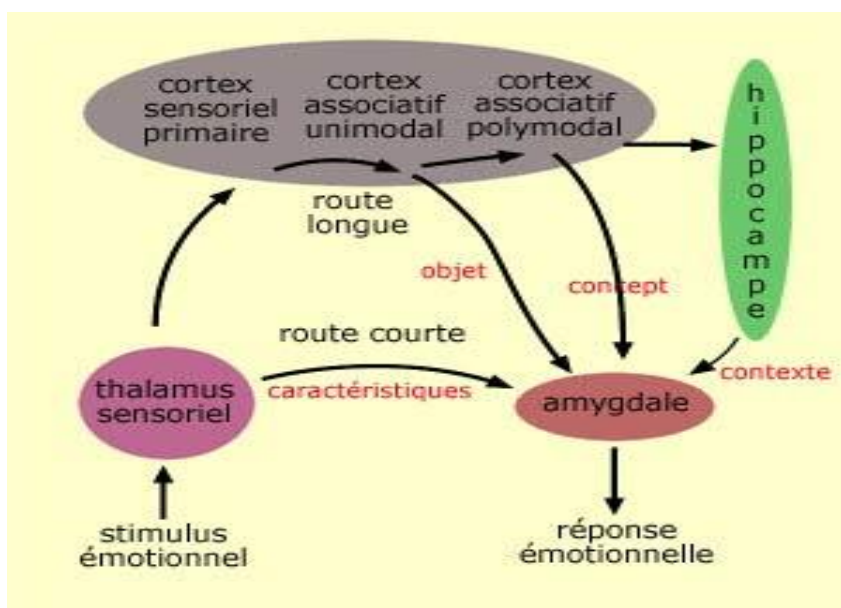 cortex
sensoriel
primaire
cortex
associatif
unimodal
cortex
associatif
polymodal
hippocampe
route
longue
objet
concept
route courte
caractéristiques
contexte
thalamus
sensoriel
amygdale
stimulus
émotionnel
réponse
émotionnelle